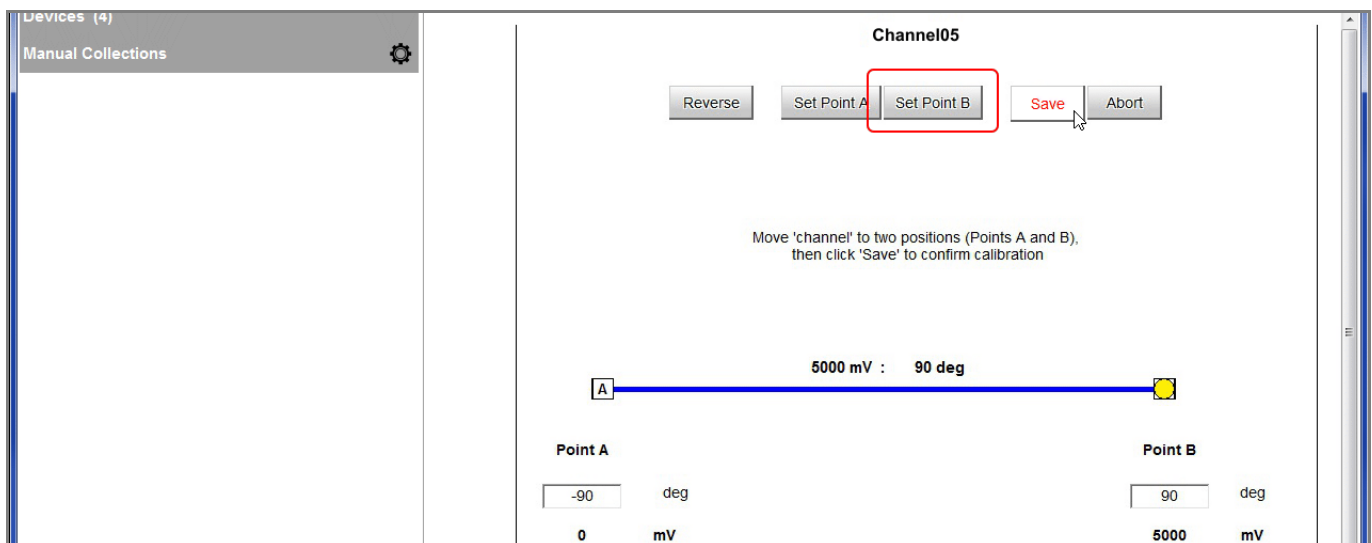 Devices (4)
Manual Collections
Channel05
Reverse Set Point A Set Point B Save Abort
Move 'channel' to two positions (Points A and B),
then click 'Save' to confirm calibration
5000 mV : 90 deg
A
Point A Point B
-90 deg 90 deg
0 mV 5000 mV